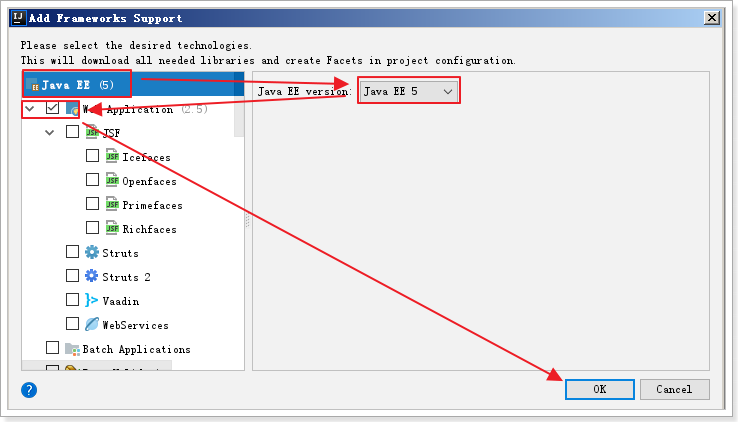 Add Frameworks Support
Please select the desired technologies.
This will download all needed libraries and create Facets in project configuration.
Java EE (5)
Java EE version:
Java EE 5
Web Application (2.5)
JSF
Icefaces
Openfaces
Primefaces
Richfaces
Struts
Struts 2
Vaadin
WebServices
Batch Applications
OK
Cancel